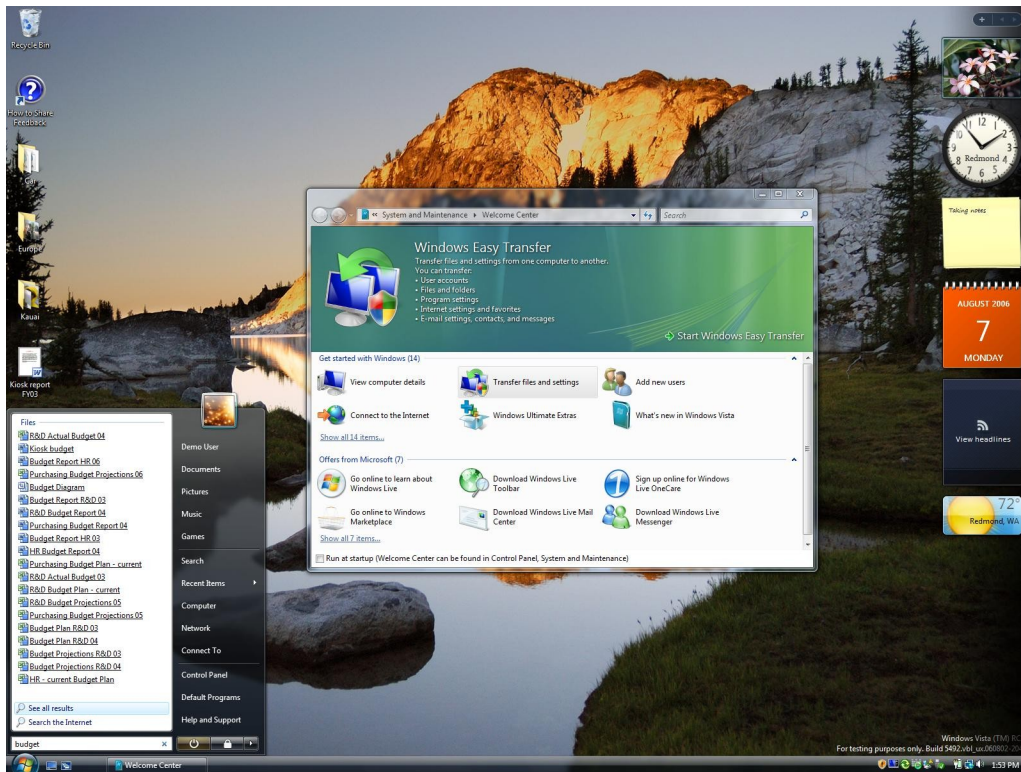 Recycle Bin
How to Share
Feedback
Europe
Kauai
Kiosk report
FY03
System and Maintenance
Welcome Center
Search
Windows Easy Transfer
Transfer files and settings from one computer to another.
You can transfer:
• User accounts
• Files and folders
• Program settings
• Internet settings and favorites
• E-mail settings, contacts, and messages
Start Windows Easy Transfer
Get started with Windows (14)
View computer details
Transfer files and settings
Add new users
Connect to the Internet
Windows Ultimate Extras
What's new in Windows Vista
Show all 14 items...
Offers from Microsoft (7)
Go online to learn about
Windows Live
Download Windows Live
Toolbar
Sign up online for Windows
Live OneCare
Go online to Windows
Marketplace
Download Windows Live Mail
Center
Download Windows Live
Messenger
Show all 7 items...
Run at startup (Welcome Center can be found in Control Panel, System and Maintenance)
12
2
3
4
5
6
7
8
9
10
Redmond
Taking notes
AUGUST 2006
7
MONDAY
View headlines
72°
Redmond, WA
Files
R&D Actual Budget 04
Kiosk budget
Budget Report HR 06
Purchasing Budget Projections 06
Budget Diagram
Budget Report R&D 03
R&D Budget Report 04
Purchasing Budget Report 04
Budget Report HR 03
HR Budget Report 04
Purchasing Budget Plan - current
R&D Actual Budget 03
R&D Budget Plan - current
R&D Budget Projections 05
Purchasing Budget Projections 05
Budget Plan R&D 03
Budget Plan R&D 04
Budget Projections R&D 03
Budget Projections R&D 04
HR - current Budget Plan
See all results
Search the Internet
budget
Demo User
Documents
Pictures
Music
Games
Search
Recent Items
Computer
Network
Connect To
Control Panel
Default Programs
Help and Support
Windows Vista (TM) RC
For testing purposes only. Build 5492.vbl_ux.060802-20
Welcome Center
1:53 PM